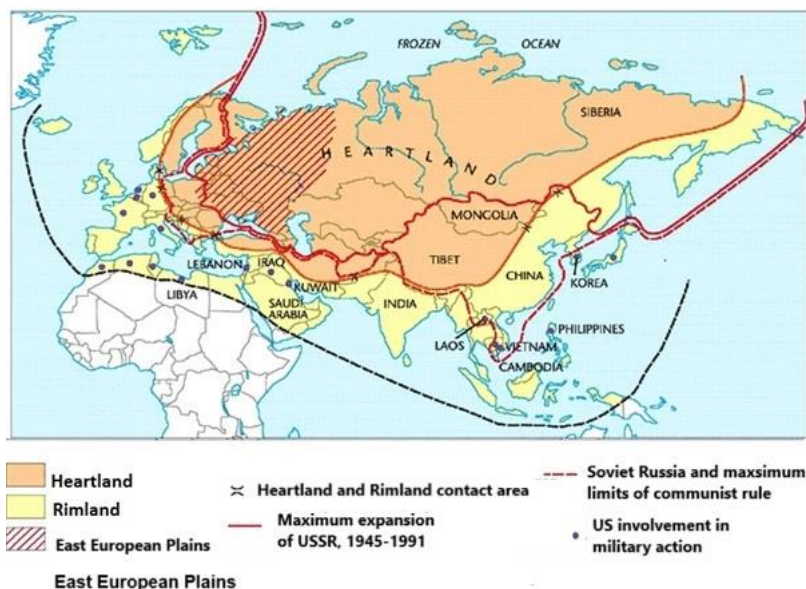 FROZEN OCEAN
SIBERIA
HEARTLAND
MONGOLIA
TIBET
CHINA
KOREA
LEBANON
IRAQ
KUWAIT
LIBYA
SAUDI
ARABIA
INDIA
LAOS
VIETNAM
CAMBODIA
PHILIPPINES
Heartland
Rimland
East European Plains
Heartland and Rimland contact area
Maximum expansion
of USSR, 1945-1991
Soviet Russia and maxsimum
limits of communist rule
US involvement in
military action
East European Plains